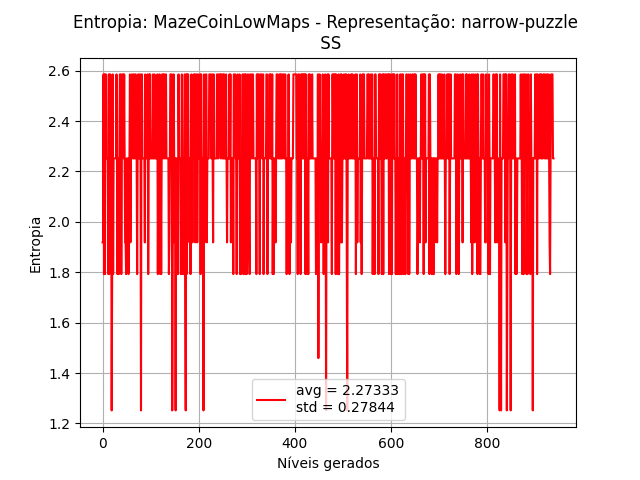 Entropia: MazeCoinLowMaps - Representação: narrow-puzzle
SS
2.6
2.4
2.2
2.0
1.8
1.6
1.4
1.2
Entropia
avg = 2.27333
std = 0.27844
0 200 400 600 800
Níveis gerados